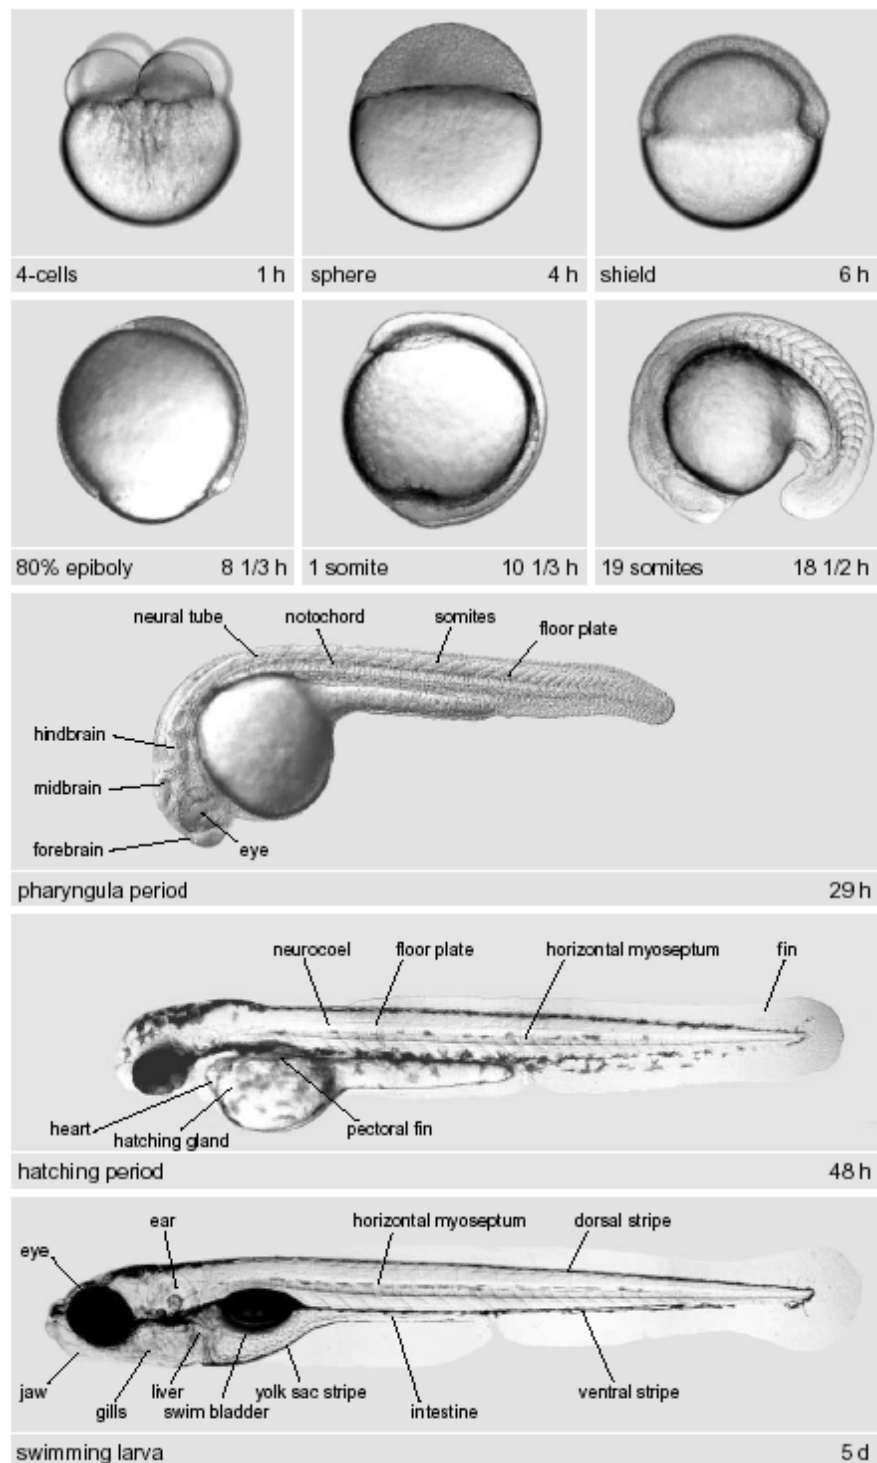 4-cells 1 h
sphere 4 h
shield 6 h
80% epiboly 8 1/3 h
1 somite 10 1/3 h
19 somites 18 1/2 h
neural tube
notochord
somites
floor plate
hindbrain
midbrain
forebrain
eye
pharyngula period 29 h
neurocoel
floor plate
horizontal myoseptum
fin
heart
hatching gland
pectoral fin
hatching period 48 h
ear
horizontal myoseptum
dorsal stripe
eye
jaw
gills
liver
swim bladder
yolk sac stripe
intestine
ventral stripe
swimming larva 5 d